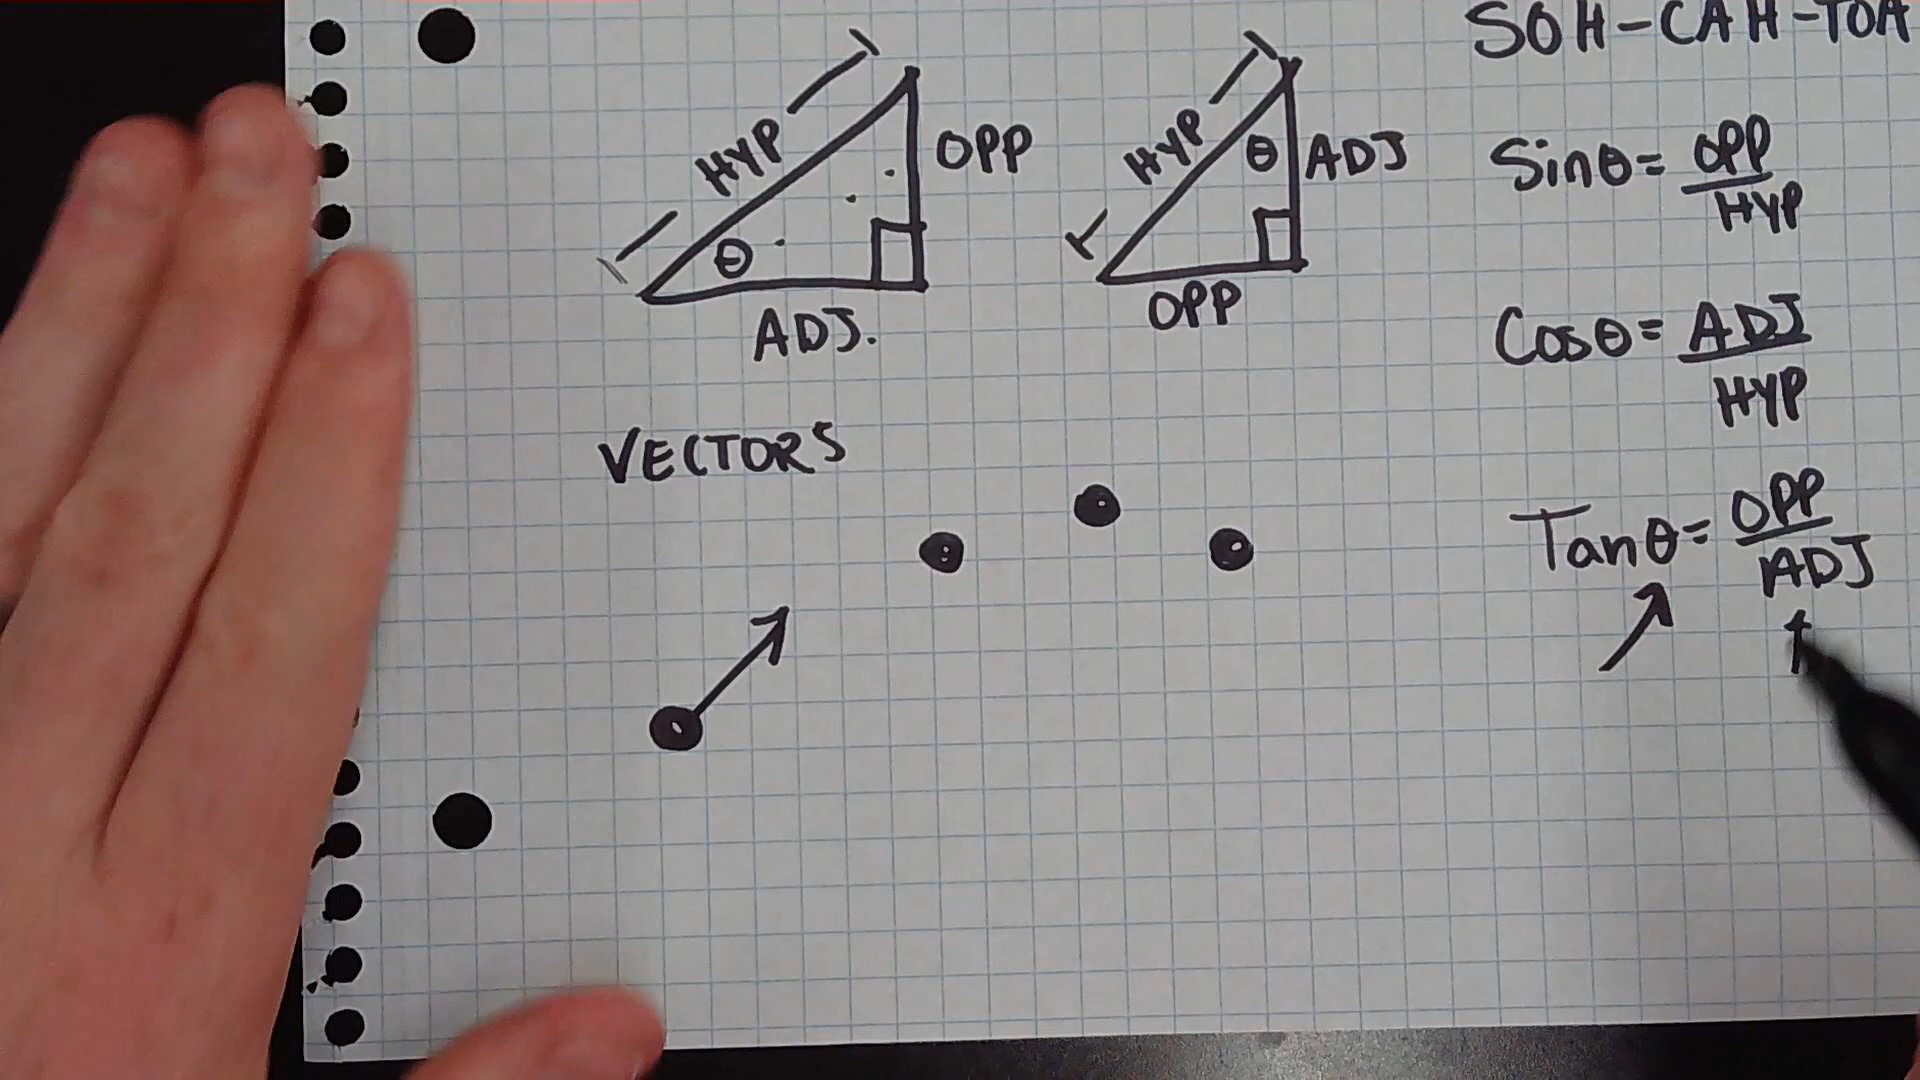 SOH-CAH-TOA
HYP
OPP
θ
ADJ.
HYP
θ
ADJ
OPP
Sinθ = OPP
HYP
Cosθ = ADJ
HYP
VECTORS
Tanθ = OPP
ADJ